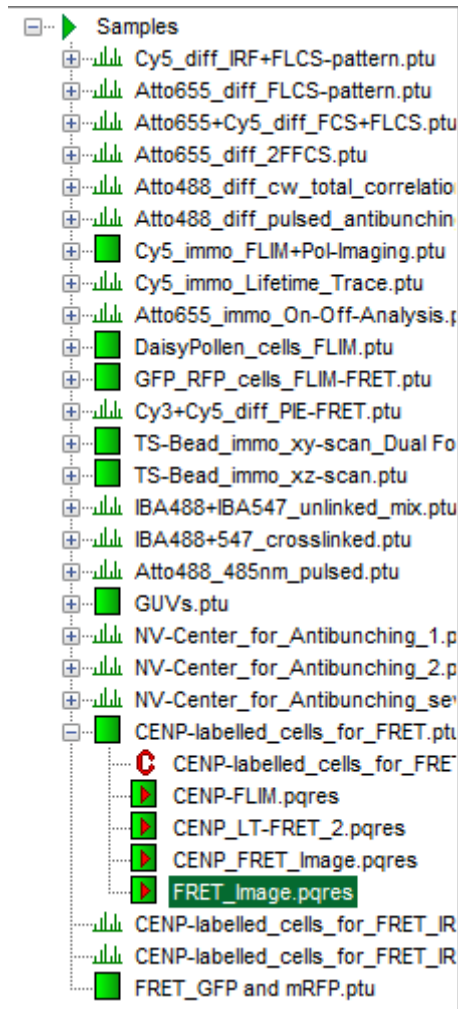 Samples
Cy5_diff_IRF+FLCS-pattern.ptu
Atto655_diff_FLCS-pattern.ptu
Atto655+Cy5_diff_FCS+FLCS.ptu
Atto655_diff_2FFCS.ptu
Atto488_diff_cw_total_correlatio
Atto488_diff_pulsed_antibunchin
Cy5_immo_FLIM+Pol-Imaging.ptu
Cy5_immo_Lifetime_Trace.ptu
Atto655_immo_On-Off-Analysis.p
DaisyPollen_cells_FLIM.ptu
GFP_RFP_cells_FLIM-FRET.ptu
Cy3+Cy5_diff_PIE-FRET.ptu
TS-Bead_immo_xy-scan_Dual Fo
TS-Bead_immo_xz-scan.ptu
IBA488+IBA547_unlinked_mix.ptu
IBA488+547_crosslinked.ptu
Atto488_485nm_pulsed.ptu
GUVs.ptu
NV-Center_for_Antibunching_1.p
NV-Center_for_Antibunching_2.p
NV-Center_for_Antibunching_sev
CENP-labelled_cells_for_FRET.ptu
C CENP-labelled_cells_for_FRET
CENP-FLIM.pqres
CENP_LT-FRET_2.pqres
CENP_FRET_Image.pqres
FRET_Image.pqres
CENP-labelled_cells_for_FRET_IR
CENP-labelled_cells_for_FRET_IR
FRET_GFP and mRFP.ptu